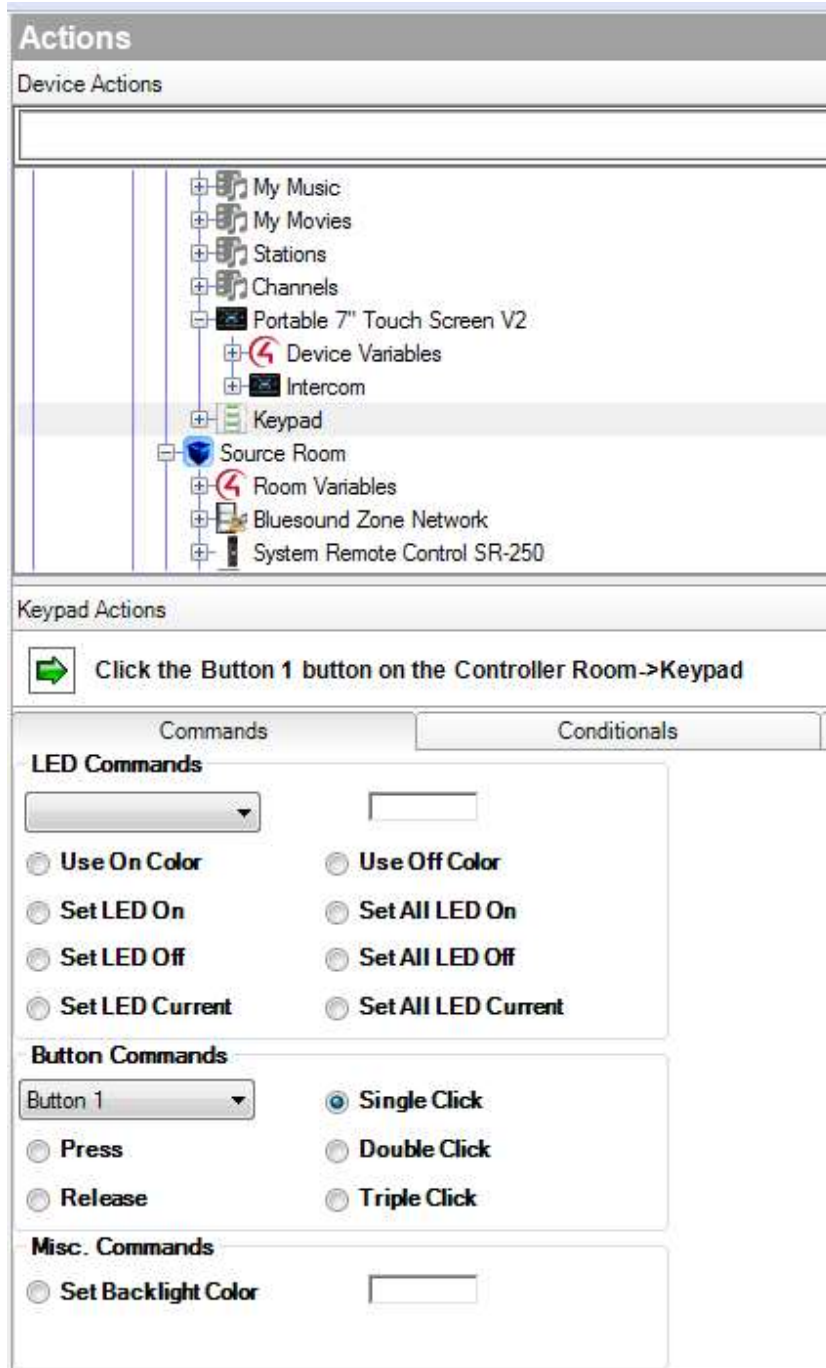 Actions
Device Actions
My Music
My Movies
Stations
Channels
Portable 7" Touch Screen V2
Device Variables
Intercom
Keypad
Source Room
Room Variables
Bluesound Zone Network
System Remote Control SR-250
Keypad Actions
Click the Button 1 button on the Controller Room->Keypad
Commands Conditionals
LED Commands
Use On Color Use Off Color
Set LED On Set All LED On
Set LED Off Set All LED Off
Set LED Current Set All LED Current
Button Commands
Button 1 Single Click
Press Double Click
Release Triple Click
Misc. Commands
Set Backlight Color